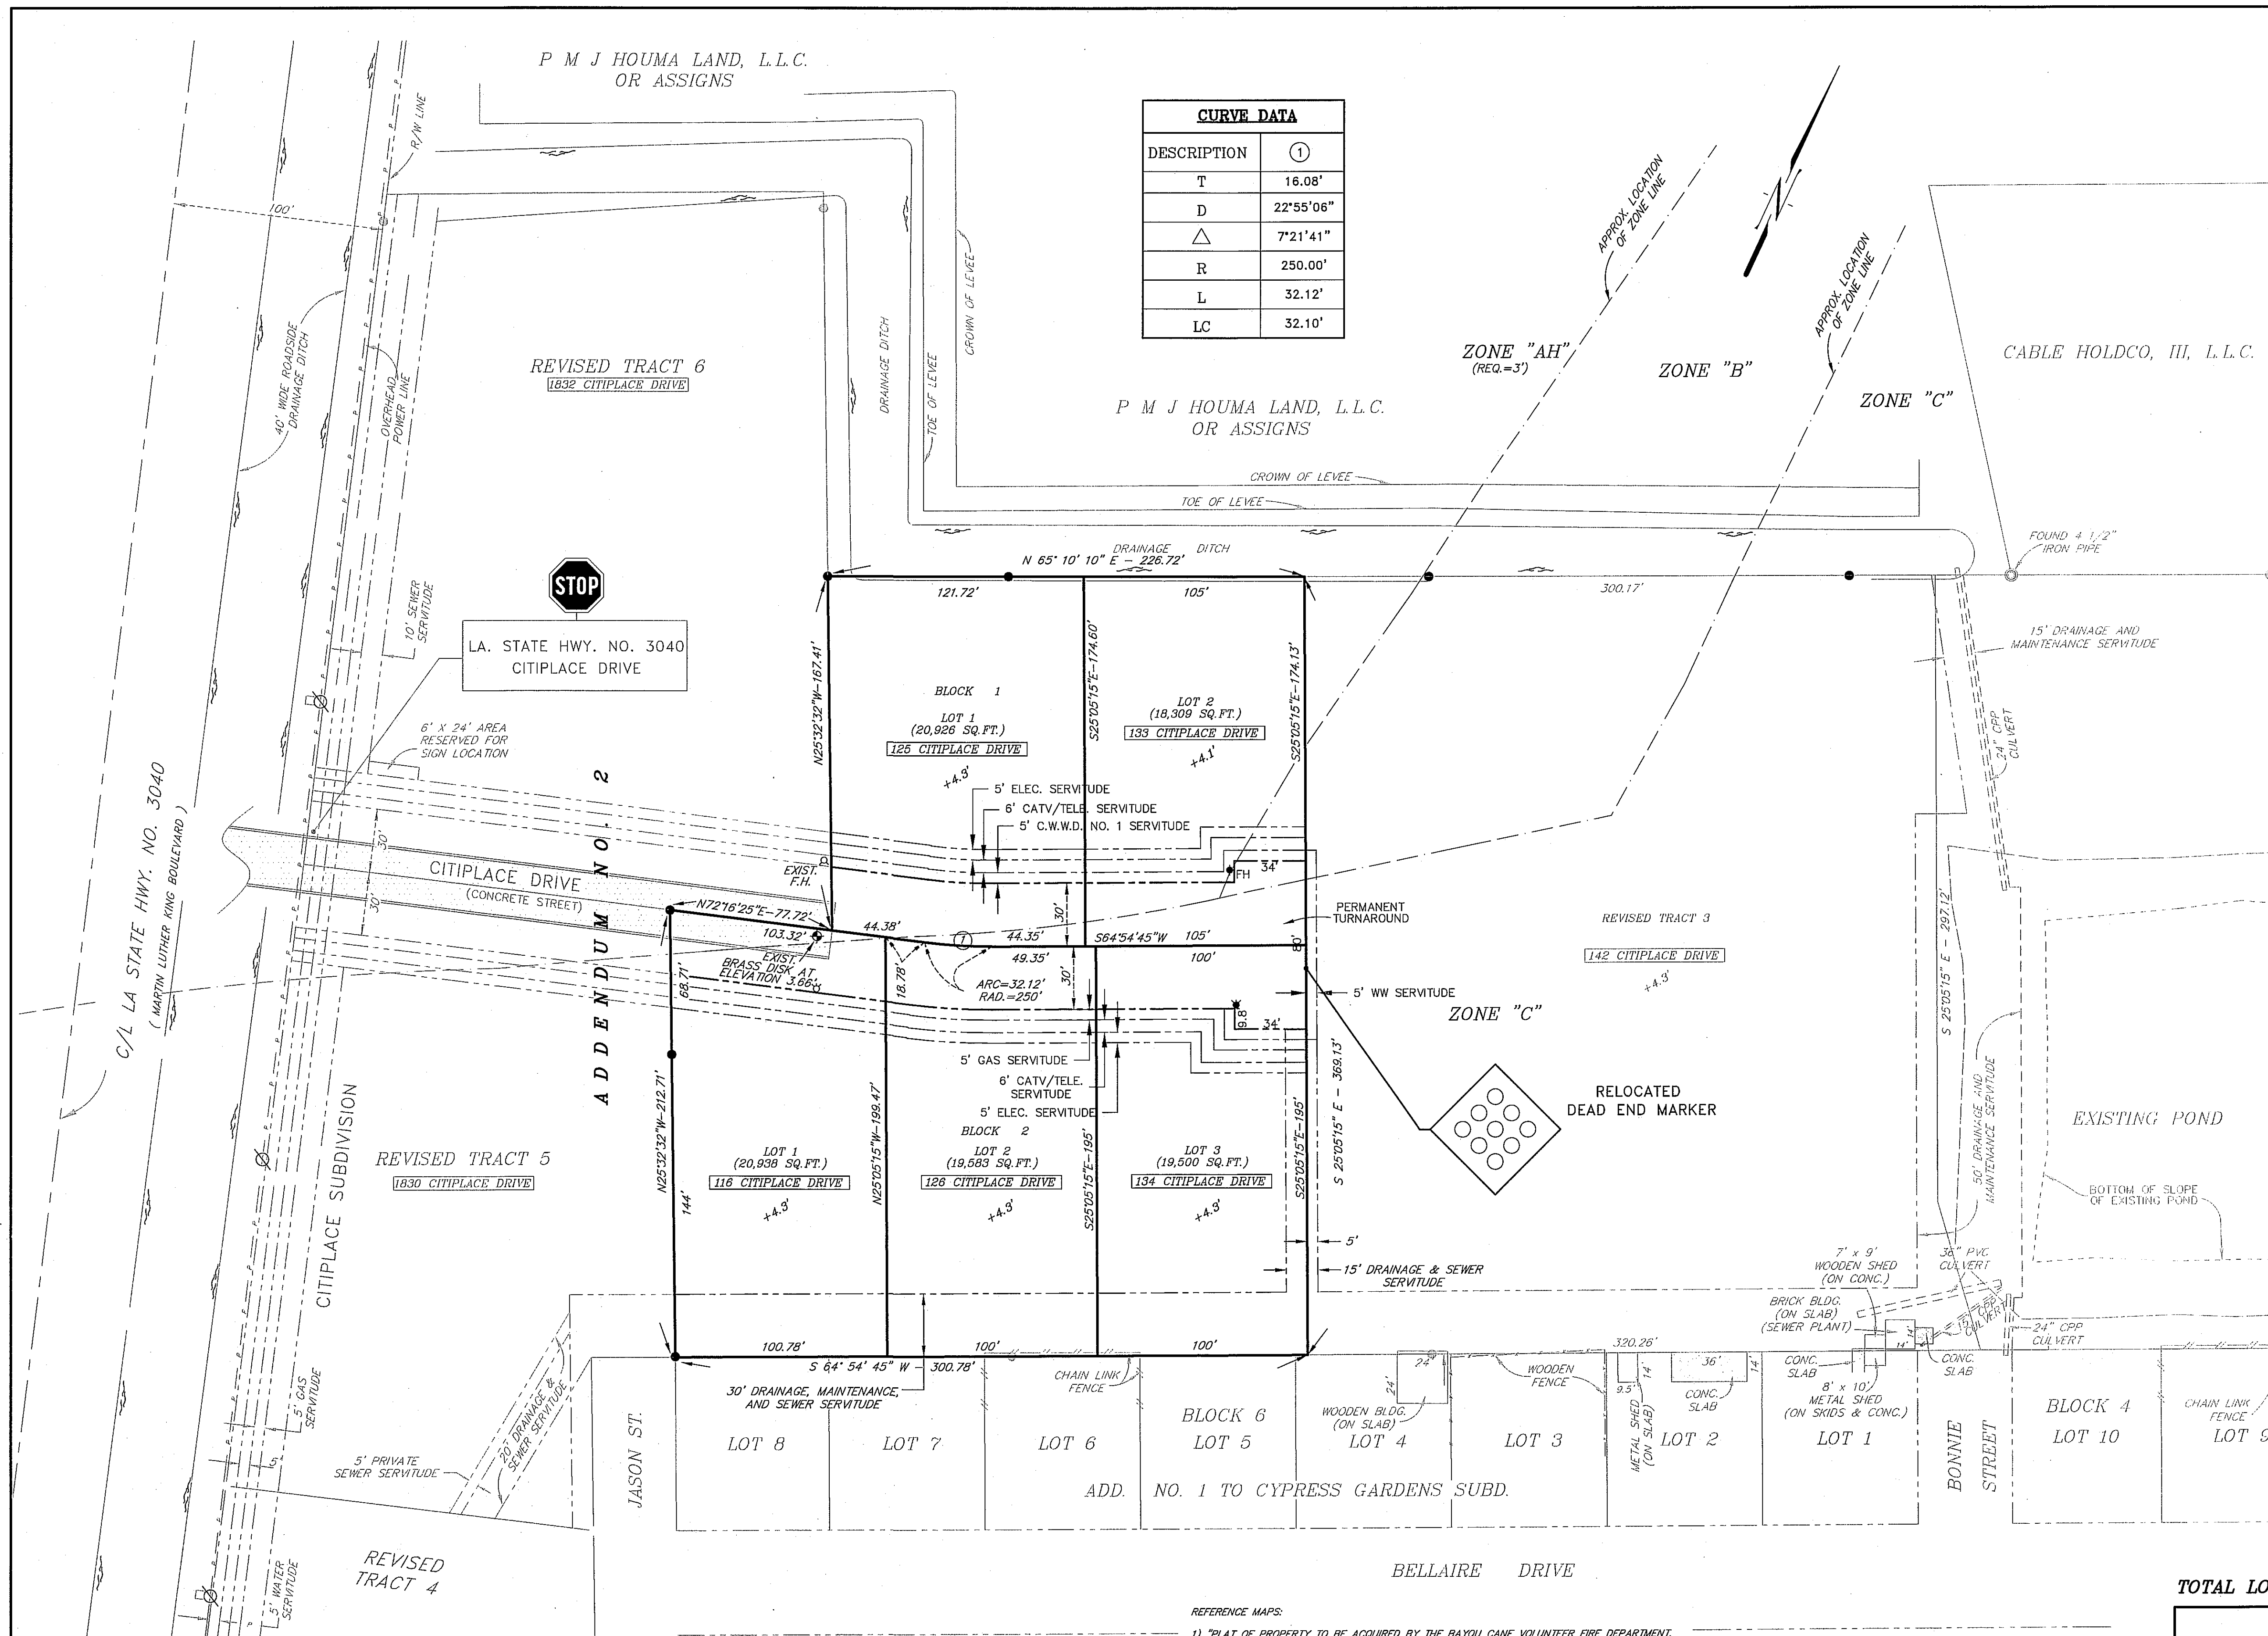 P M J HOUMA LAND, L.L.C.
OR ASSIGNS
R/W LINE
100'
40' WIDE ROADSIDE
DRAINAGE DITCH
OVERHEAD
POWER LINE
REVISED TRACT 6
1832 CITIPLACE DRIVE
DRAINAGE DITCH
TOE OF LEVEE
CROWN OF LEVEE
CURVE DATA
DESCRIPTION 1
T 16.08'
D 22°55'06"
△ 7°21'41"
R 250.00'
L 32.12'
LC 32.10'
P M J HOUMA LAND, L.L.C.
OR ASSIGNS
APPROX. LOCATION
OF ZONE LINE
N
APPROX. LOCATION
OF ZONE LINE
ZONE "AH"
(REQ.=3')
ZONE "B"
ZONE "C"
CABLE HOLDCO, III, L.L.C.
CROWN OF LEVEE
TOE OF LEVEE
DRAINAGE DITCH
N 65° 10' 10" E - 226.72'
FOUND 4 1/2"
IRON PIPE
STOP
LA. STATE HWY. NO. 3040
CITIPLACE DRIVE
10' SEWER
SERVITUDE
121.72'
105'
300.17'
15' DRAINAGE AND
MAINTENANCE SERVITUDE
N25°32'32"W-167.41'
S25°05'15"E-174.60'
S25°05'15"E-174.13'
BLOCK 1
LOT 1
(20,926 SQ.FT.)
125 CITIPLACE DRIVE
+4.3'
LOT 2
(18,309 SQ.FT.)
133 CITIPLACE DRIVE
+4.1'
24" CPP
CULVERT
6' X 24' AREA
RESERVED FOR
SIGN LOCATION
5' ELEC. SERVITUDE
6' CATV/TELE. SERVITUDE
5' C.W.W.D. NO. 1 SERVITUDE
C/L LA STATE HWY. NO. 3040
( MARTIN LUTHER KING BOULEVARD )
ADDENDUM NO. 2
30'
30'
CITIPLACE DRIVE
(CONCRETE STREET)
EXIST.
F.H.
FH
34'
N72°16'25"E-77.72'
103.32'
44.38'
1
44.35'
30'
S64°54'45"W
105'
PERMANENT
TURNAROUND
REVISED TRACT 3
142 CITIPLACE DRIVE
+4.3'
EXIST.
BRASS DISK AT
ELEVATION 3.66'
68.71'
18.78'
49.35'
30'
100'
80'
ARC=32.12'
RAD.=250'
9.8'
34'
5' WW SERVITUDE
ZONE "C"
S 25°05'15" E - 297.12'
50' DRAINAGE AND
MAINTENANCE SERVITUDE
5' GAS SERVITUDE
6' CATV/TELE.
SERVITUDE
5' ELEC. SERVITUDE
BLOCK 2
N25°32'32"W-212.71'
144'
N25°05'15"W-199.47'
S25°05'15"E-195'
S25°05'15"E-195'
S 25°05'15" E - 369.13'
LOT 1
(20,938 SQ.FT.)
116 CITIPLACE DRIVE
+4.3'
LOT 2
(19,583 SQ.FT.)
126 CITIPLACE DRIVE
+4.3'
LOT 3
(19,500 SQ.FT.)
134 CITIPLACE DRIVE
+4.3'
RELOCATED
DEAD END MARKER
EXISTING POND
BOTTOM OF SLOPE
OF EXISTING POND
REVISED TRACT 5
1830 CITIPLACE DRIVE
CITIPLACE SUBDIVISION
5'
15' DRAINAGE & SEWER
SERVITUDE
7' x 9'
WOODEN SHED
(ON CONC.)
36" PVC
CULVERT
BRICK BLDG.
(ON SLAB)
(SEWER PLANT)
14'
14'
12" CPP
CULVERT
24" CPP
CULVERT
100.78'
100'
100'
S 64° 54' 45" W - 300.78'
320.26'
30' DRAINAGE, MAINTENANCE,
AND SEWER SERVITUDE
CHAIN LINK
FENCE
24'
24'
WOODEN BLDG.
(ON SLAB)
WOODEN
FENCE
9.5'
14'
METAL SHED
(ON SLAB)
36'
14'
CONC.
SLAB
CONC.
SLAB
8' x 10'
METAL SHED
(ON SKIDS & CONC.)
CONC.
SLAB
5' GAS
SERVITUDE
20' DRAINAGE &
SEWER SERVITUDE
5' PRIVATE
SEWER SERVITUDE
5'
JASON ST.
LOT 8
LOT 7
LOT 6
BLOCK 6
LOT 5
LOT 4
LOT 3
LOT 2
LOT 1
BONNIE
STREET
BLOCK 4
LOT 10
CHAIN LINK
FENCE
LOT 9
ADD. NO. 1 TO CYPRESS GARDENS SUBD.
REVISED
TRACT 4
5' WATER
SERVITUDE
BELLAIRE DRIVE
TOTAL LO
REFERENCE MAPS:
1) "PLAT OF PROPERTY TO BE ACQUIRED BY THE BAYOU CANE VOLUNTEER FIRE DEPARTMENT,